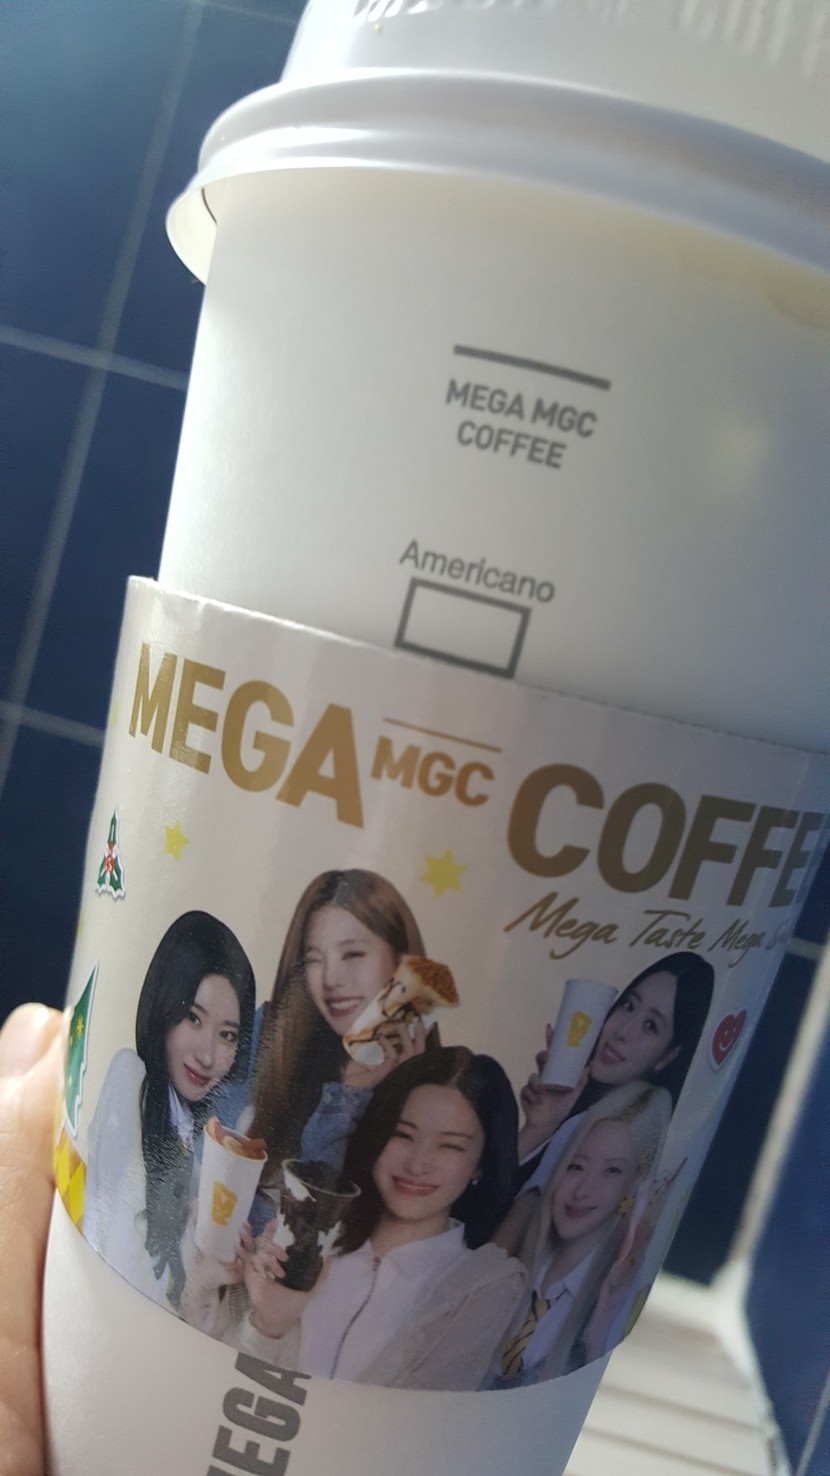 MEGA MGC
COFFEE
Americano
MEGA MGC COFFE
Mega Taste Mega
MEGA